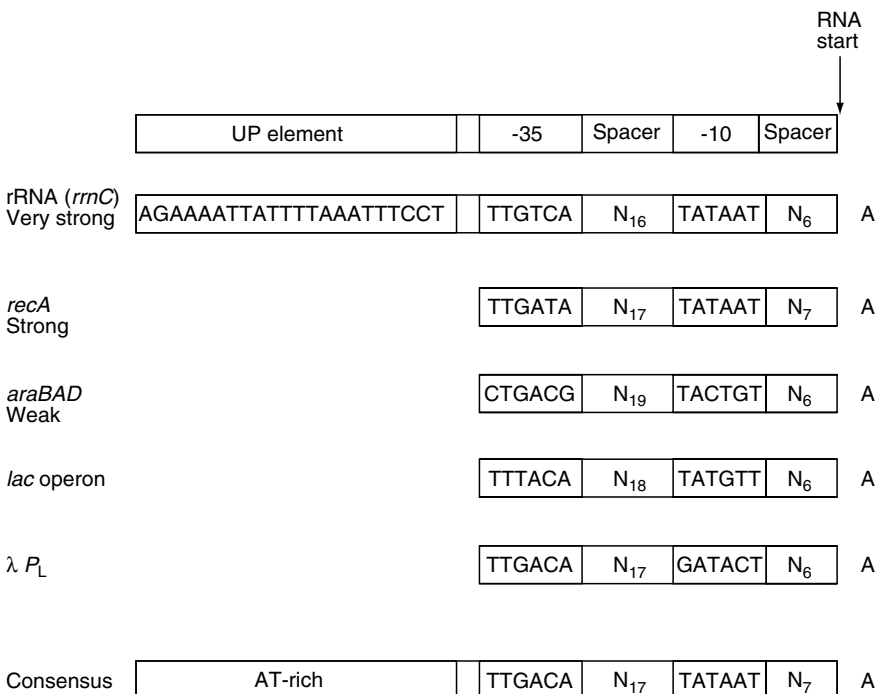 RNA
start
UP element -35 Spacer -10 Spacer
rRNA (rrnC)
Very strong AGAAAATTATTTTAAATTTCCT TTGTCA N16 TATAAT N6 A
recA
Strong TTGATA N17 TATAAT N7 A
araBAD
Weak CTGACG N19 TACTGT N6 A
lac operon TTTACA N18 TATGTT N6 A
λ PL TTGACA N17 GATACT N6 A
Consensus AT-rich TTGACA N17 TATAAT N7 A